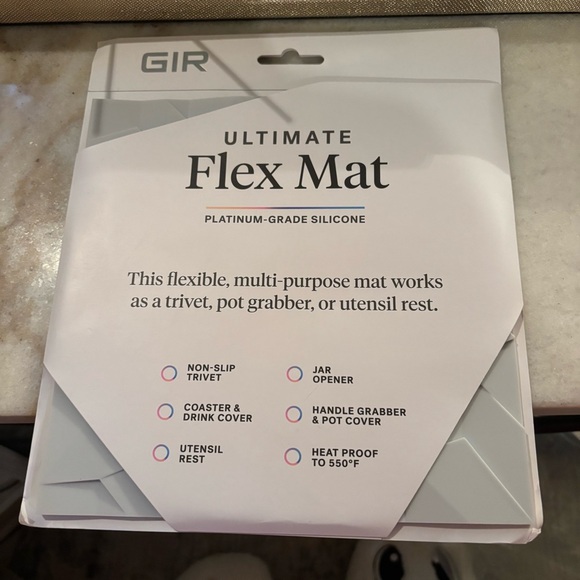 GIR
ULTIMATE
Flex Mat
PLATINUM-GRADE SILICONE
This flexible, multi-purpose mat works
as a trivet, pot grabber, or utensil rest.
NON-SLIP
TRIVET
JAR
OPENER
COASTER &
DRINK COVER
HANDLE GRABBER
& POT COVER
UTENSIL
REST
HEAT PROOF
TO 550°F